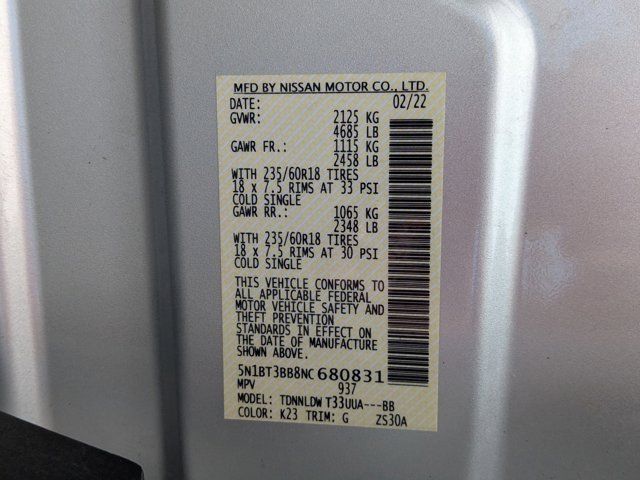 MFD BY NISSAN MOTOR CO., LTD.
DATE: 02/22
GVWR: 2125 KG
4685 LB
GAWR FR.: 1115 KG
2458 LB
WITH 235/60R18 TIRES
18 x 7.5 RIMS AT 33 PSI
COLD SINGLE
GAWR RR.: 1065 KG
2348 LB
WITH 235/60R18 TIRES
18 x 7.5 RIMS AT 30 PSI
COLD SINGLE
THIS VEHICLE CONFORMS TO
ALL APPLICABLE FEDERAL
MOTOR VEHICLE SAFETY AND
THEFT PREVENTION
STANDARDS IN EFFECT ON
THE DATE OF MANUFACTURE
SHOWN ABOVE.
5N1BT3BB8NC680831
MPV 937
MODEL: TDNNLDW T33UUA---BB
COLOR: K23 TRIM: G ZS30A